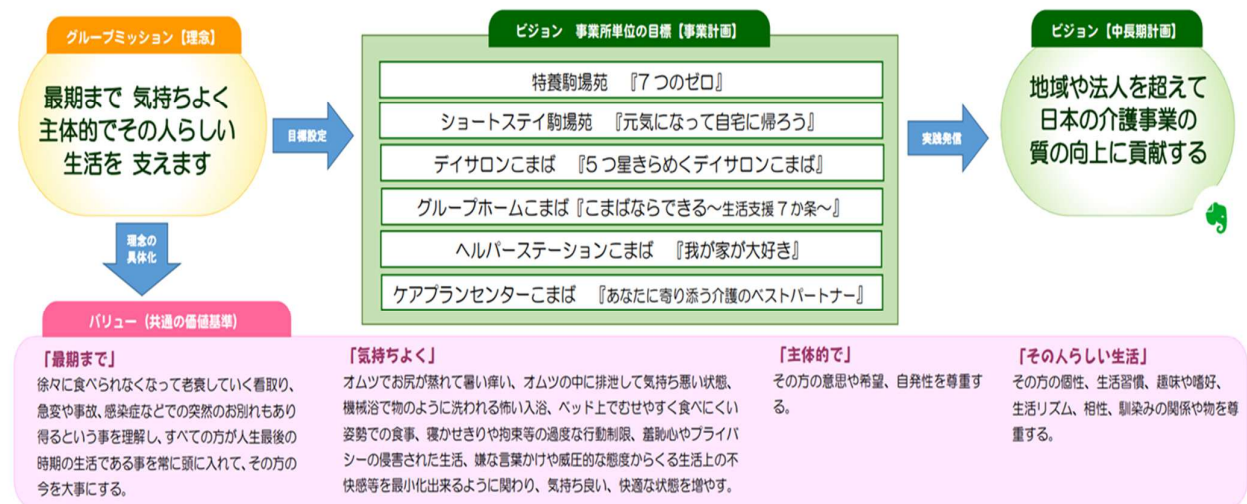 グループミッション【理念】
最期まで 気持ちよく
主体的でその人らしい
生活を 支えます
目標設定
ビジョン 事業所単位の目標【事業計画】
特養駒場苑 『7つのゼロ』
ショートステイ駒場苑 『元気になって自宅に帰ろう』
デイサロンこまば 『5つ星きらめくデイサロンこまば』
グループホームこまば『こまばならできる～生活支援7か条～』
ヘルパーステーションこまば 『我が家が大好き』
ケアプランセンターこまば 『あなたに寄り添う介護のベストパートナー』
実践発信
ビジョン【中長期計画】
地域や法人を超えて
日本の介護事業の
質の向上に貢献する
理念の
具体化
バリュー（共通の価値基準）
「最期まで」
徐々に食べられなくなって老衰していく看取り、
急変や事故、感染症などでの突然のお別れもあり
得るという事を理解し、すべての方が人生最後の
時期の生活である事を常に頭に入れて、その方の
今を大事にする。
「気持ちよく」
オムツでお尻が蒸れて暑い痒い、オムツの中に排泄して気持ち悪い状態、
機械浴で物のように洗われる怖い入浴、ベッド上でむせやすく食べにくい
姿勢での食事、寝かせきりや拘束等の過度な行動制限、羞恥心やプライバ
シーの侵害された生活、嫌な言葉かけや威圧的な態度からくる生活上の不
快感等を最小化出来るように関わり、気持ち良い、快適な状態を増やす。
「主体的で」
その方の意思や希望、自発性を尊重す
る。
「その人らしい生活」
その方の個性、生活習慣、趣味や嗜好、
生活リズム、相性、馴染みの関係や物を尊
重する。